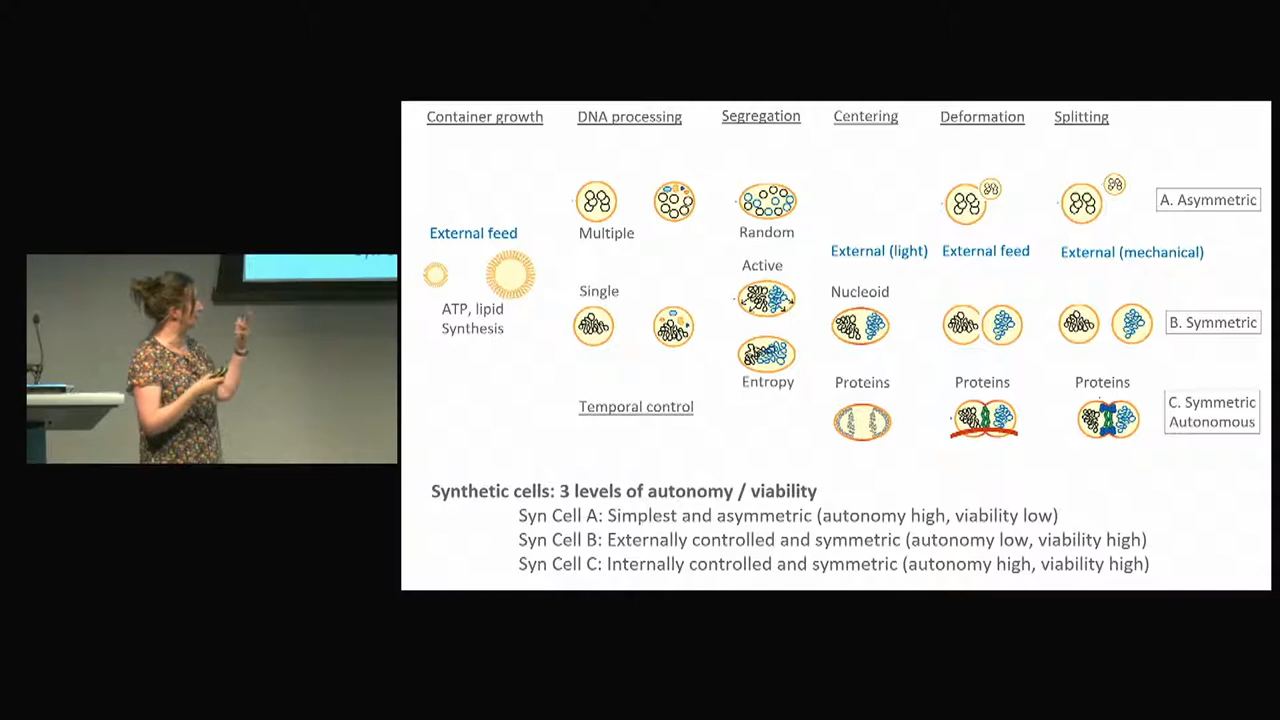 Container growth
DNA processing
Segregation
Centering
Deformation
Splitting
A. Asymmetric
External feed
Multiple
Random
External (light)
External feed
External (mechanical)
Active
ATP, lipid
Synthesis
Single
Nucleoid
B. Symmetric
Entropy
Proteins
Proteins
Proteins
Temporal control
C. Symmetric
Autonomous
Synthetic cells: 3 levels of autonomy / viability
Syn Cell A: Simplest and asymmetric (autonomy high, viability low)
Syn Cell B: Externally controlled and symmetric (autonomy low, viability high)
Syn Cell C: Internally controlled and symmetric (autonomy high, viability high)